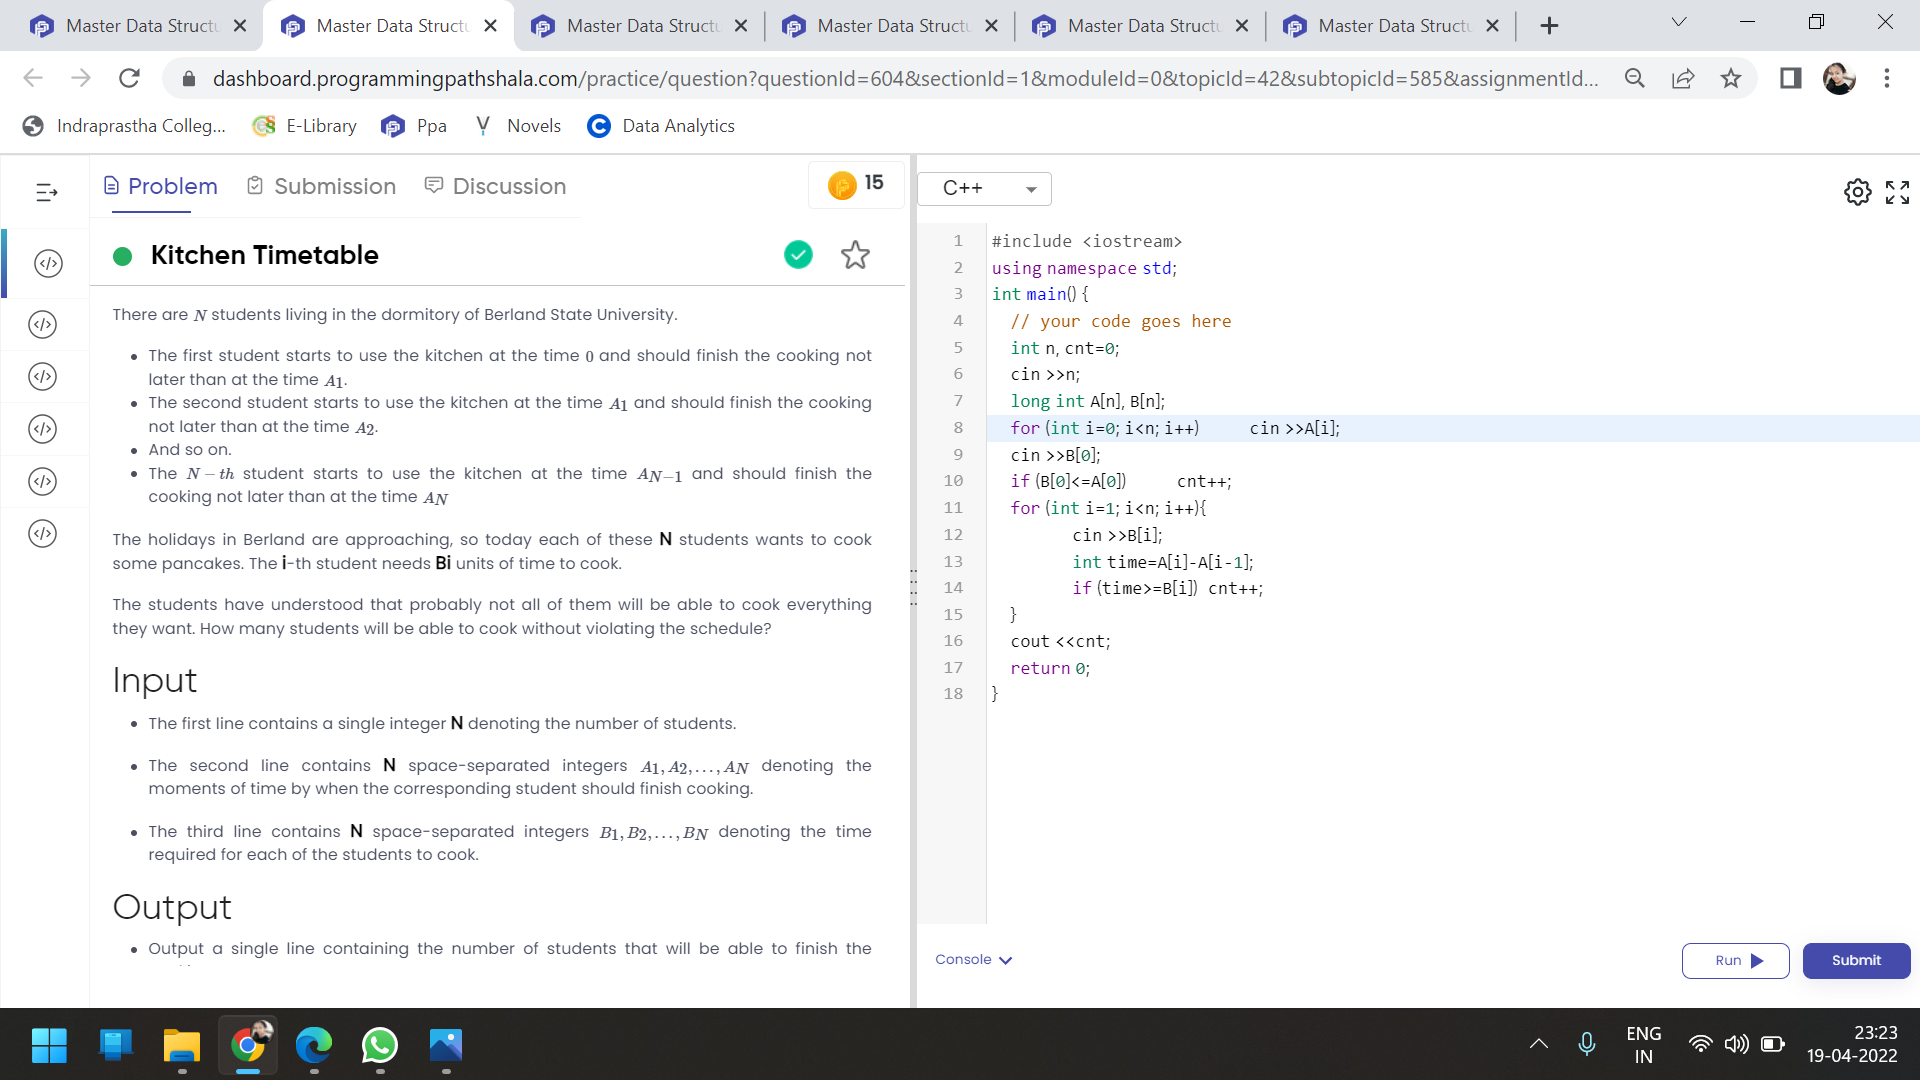 Master Data Structu
Master Data Structu
Master Data Structu
Master Data Structu
Master Data Structu
Master Data Structu
dashboard.programmingpathshala.com/practice/question?questionId=604&sectionId=1&moduleId=0&topicId=42&subtopicId=585&assignmentId...
Indraprastha Colleg... E-Library Ppa Novels Data Analytics
Problem Submission Discussion 15
Kitchen Timetable
There are N students living in the dormitory of Berland State University.
• The first student starts to use the kitchen at the time 0 and should finish the cooking not
later than at the time A1.
• The second student starts to use the kitchen at the time A1 and should finish the cooking
not later than at the time A2.
• And so on.
• The N − th student starts to use the kitchen at the time AN−1 and should finish the
cooking not later than at the time AN
The holidays in Berland are approaching, so today each of these N students wants to cook
some pancakes. The i-th student needs Bi units of time to cook.
The students have understood that probably not all of them will be able to cook everything
they want. How many students will be able to cook without violating the schedule?
Input
• The first line contains a single integer N denoting the number of students.
• The second line contains N space-separated integers A1, A2, . . . , AN denoting the
moments of time by when the corresponding student should finish cooking.
• The third line contains N space-separated integers B1, B2, . . . , BN denoting the time
required for each of the students to cook.
Output
• Output a single line containing the number of students that will be able to finish the
C++
1 #include <iostream>
2 using namespace std;
3 int main() {
4 // your code goes here
5 int n, cnt=0;
6 cin >>n;
7 long int A[n], B[n];
8 for (int i=0; i<n; i++) cin >>A[i];
9 cin >>B[0];
10 if (B[0]<=A[0]) cnt++;
11 for (int i=1; i<n; i++){
12 cin >>B[i];
13 int time=A[i]-A[i-1];
14 if (time>=B[i]) cnt++;
15 }
16 cout <<cnt;
17 return 0;
18 }
Console Run Submit
ENG
IN
23:23
19-04-2022